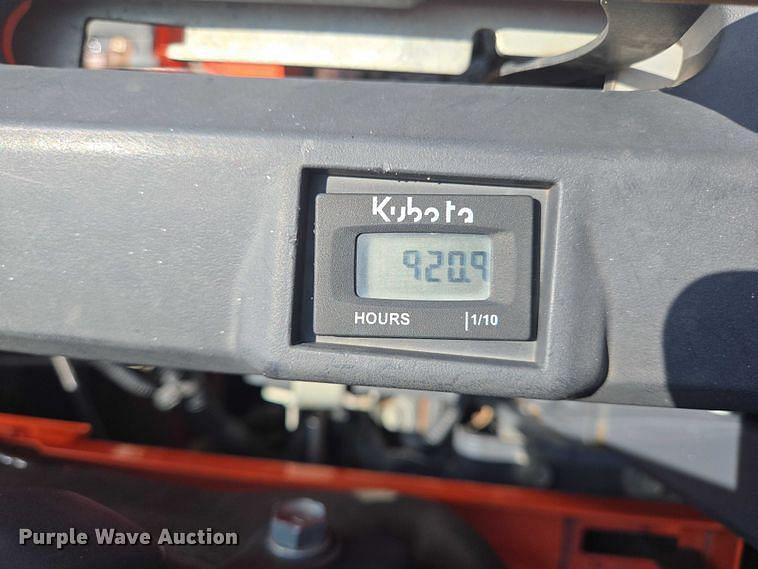 Kubota
920.9
HOURS |1/10
Purple Wave Auction